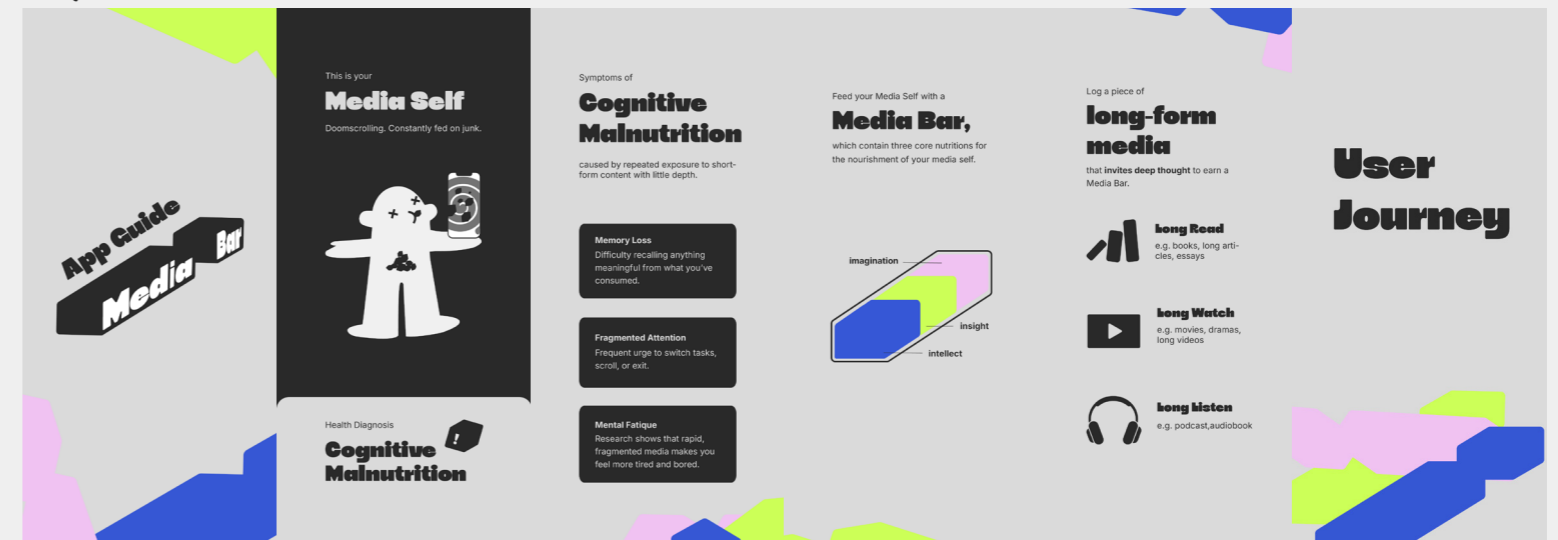 App Guide
Media
Bar
This is your
Media Self
Doomscrolling. Constantly fed on junk.
Health Diagnosis
Cognitive
Malnutrition
!
Symptoms of
Cognitive
Malnutrition
caused by repeated exposure to short-
form content with little depth.
Memory Loss
Difficulty recalling anything
meaningful from what you've
consumed.
Fragmented Attention
Frequent urge to switch tasks,
scroll, or exit.
Mental Fatique
Research shows that rapid,
fragmented media makes you
feel more tired and bored.
Feed your Media Self with a
Media Bar,
which contain three core nutritions for
the nourishment of your media self.
imagination
insight
intellect
Log a piece of
long-form
media
that invites deep thought to earn a
Media Bar.
Long Read
e.g. books, long arti-
cles, essays
Long Watch
e.g. movies, dramas,
long videos
Long Listen
e.g. podcast,audiobook
User
Journey